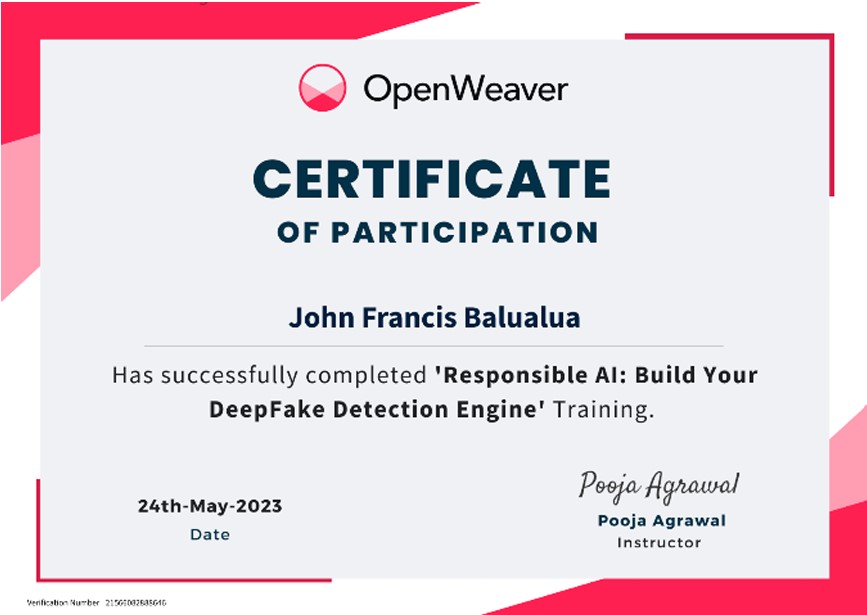 OpenWeaver
CERTIFICATE
OF PARTICIPATION
John Francis Balualua
Has successfully completed 'Responsible AI: Build Your
DeepFake Detection Engine' Training.
Pooja Agrawal
24th-May-2023
Pooja Agrawal
Date
Instructor
Verification Number 21566082888646